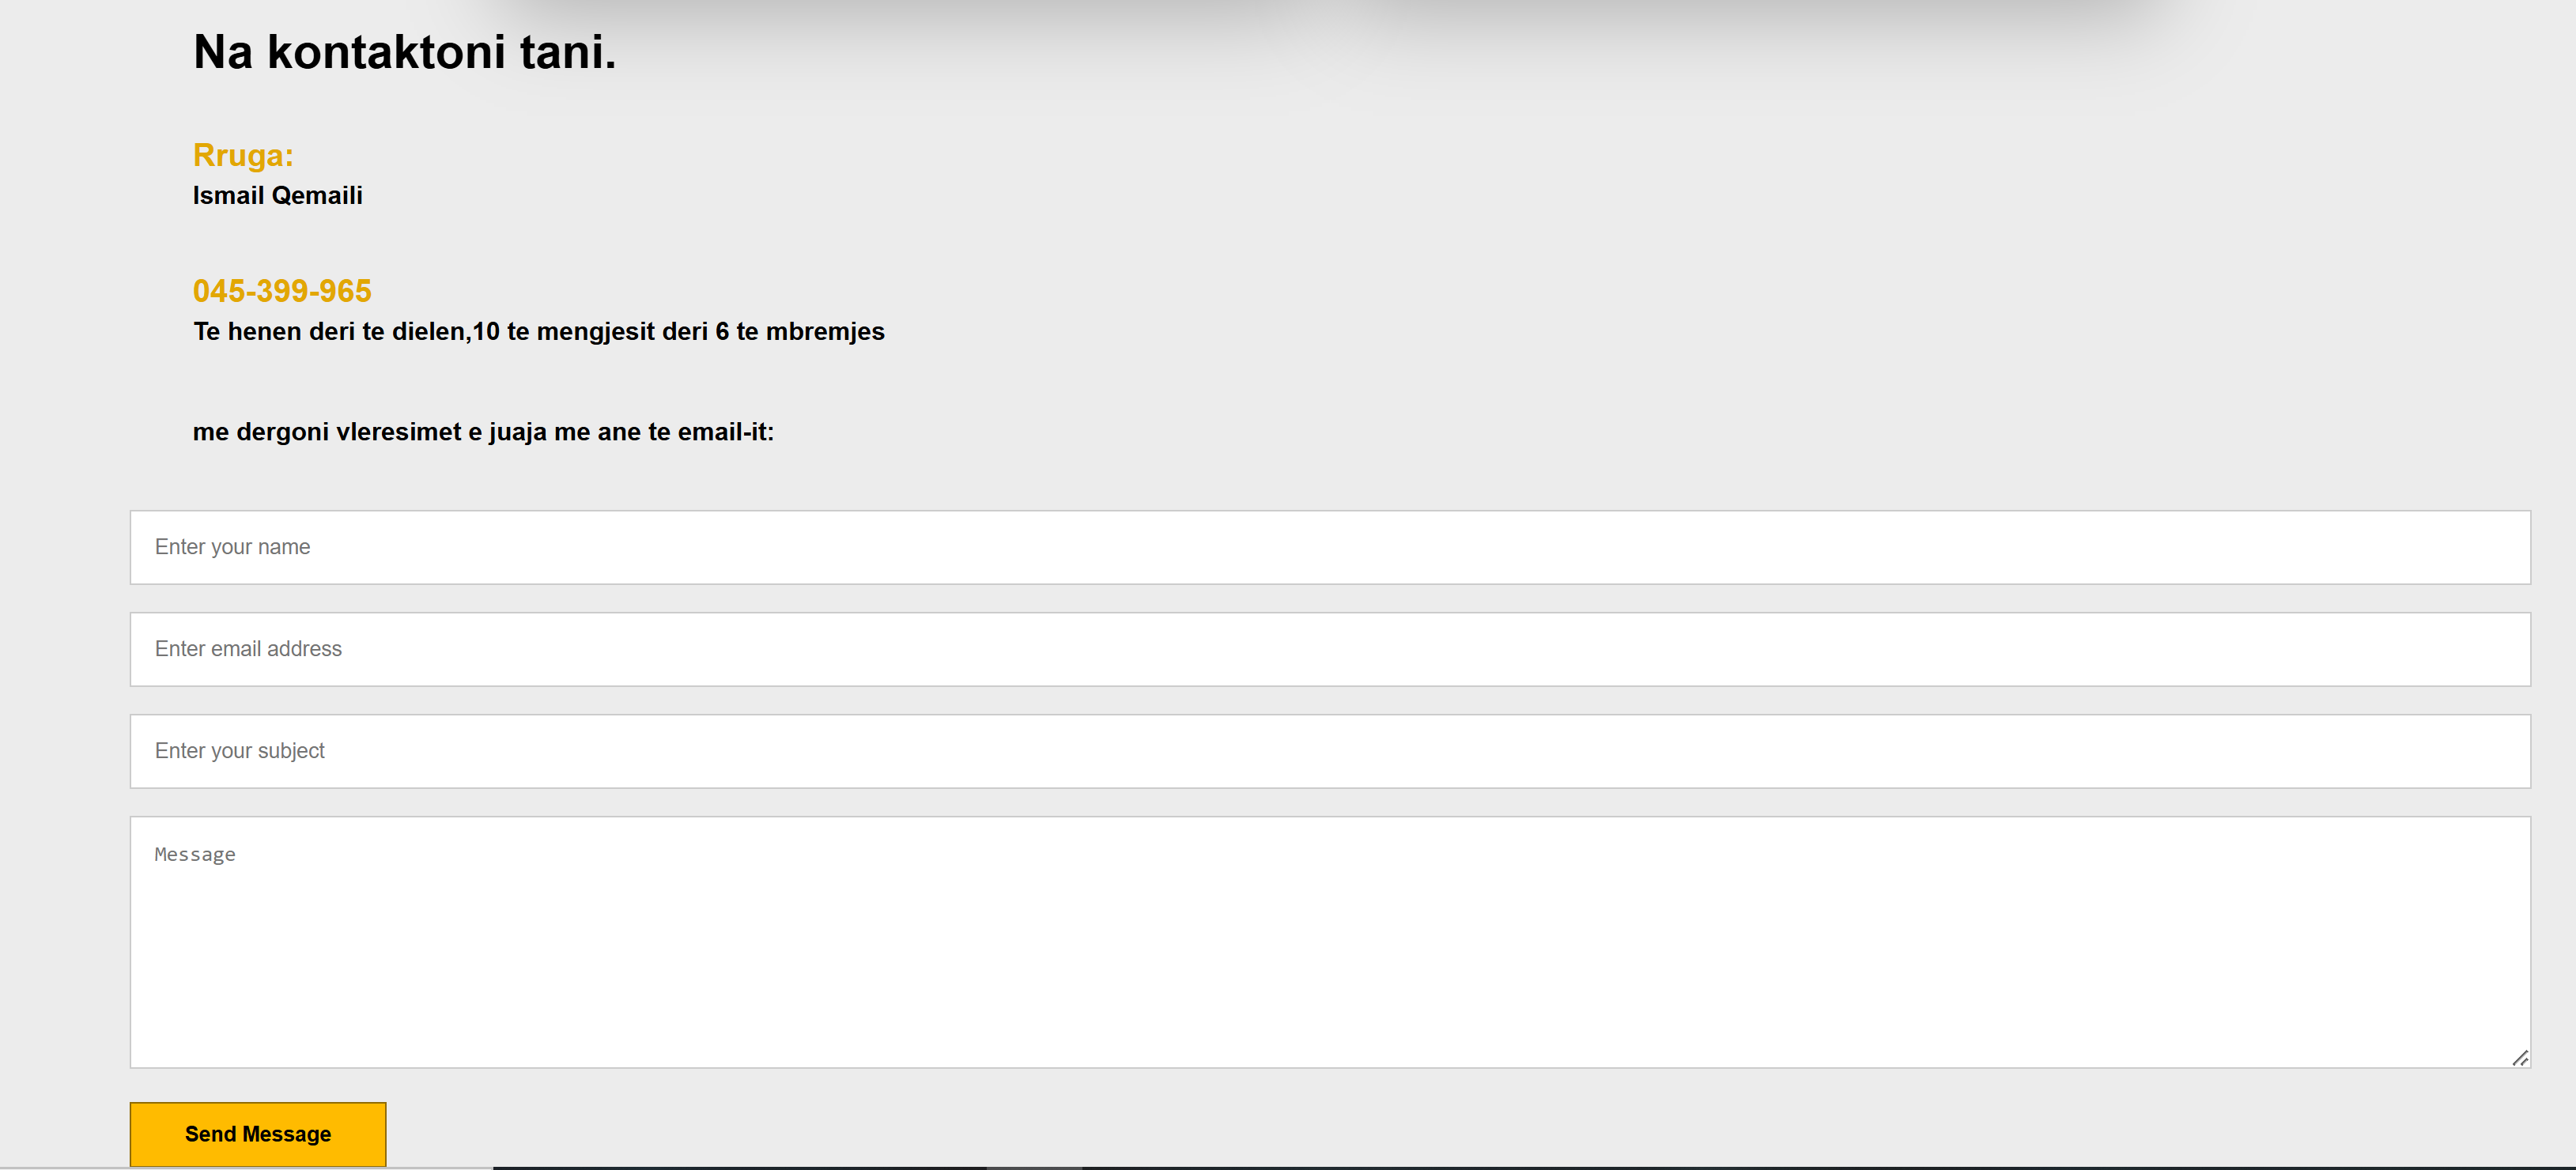 Na kontaktoni tani.
Rruga:
Ismail Qemaili
045-399-965
Te henen deri te dielen,10 te mengjesit deri 6 te mbremjes
me dergoni vleresimet e juaja me ane te email-it:
Enter your name
Enter email address
Enter your subject
Message
Send Message